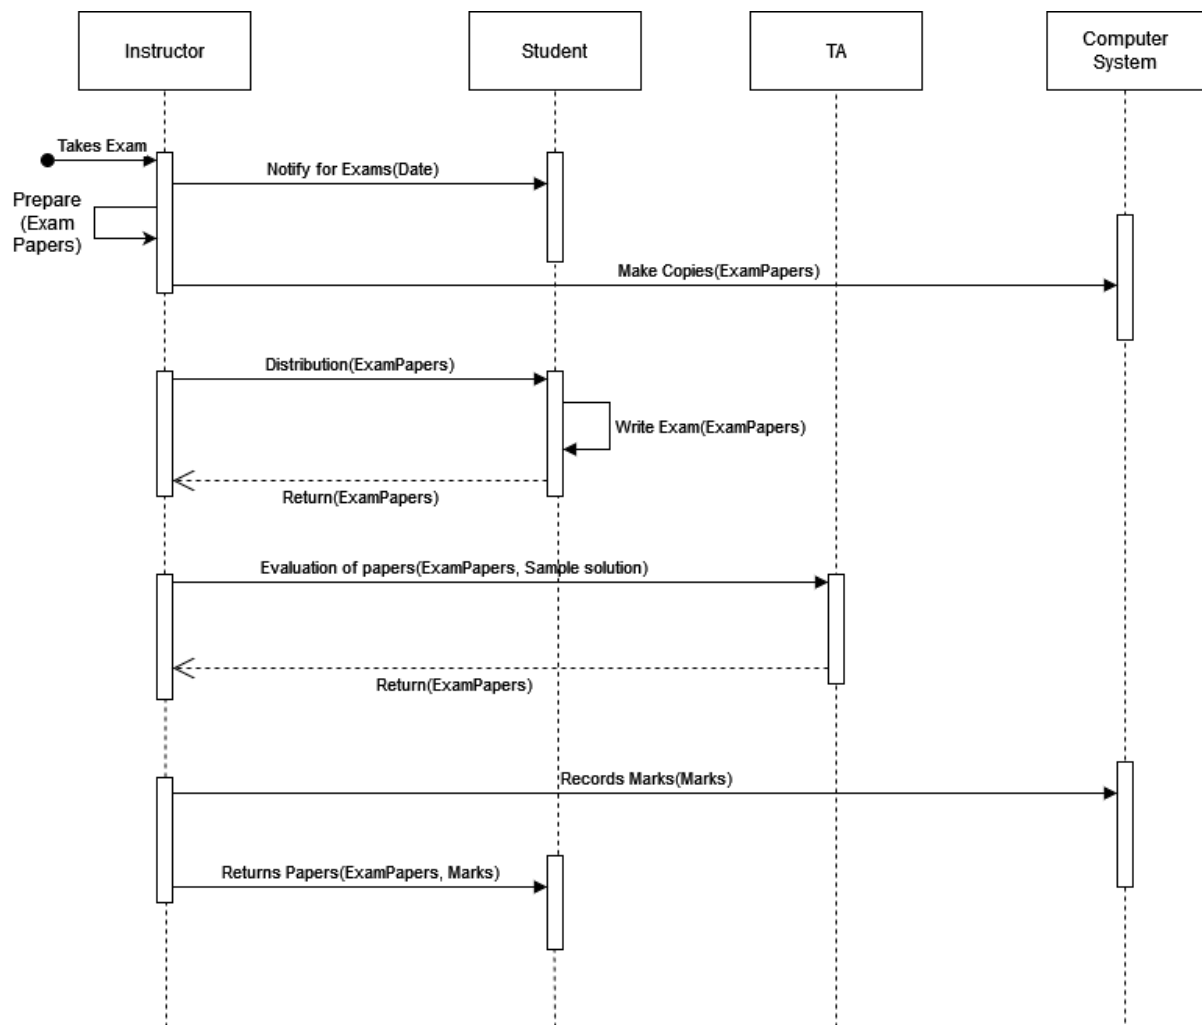 Instructor
Student
TA
Computer
System
Takes Exam
Notify for Exams(Date)
Prepare
(Exam
Papers)
Make Copies(ExamPapers)
Distribution(ExamPapers)
Write Exam(ExamPapers)
Return(ExamPapers)
Evaluation of papers(ExamPapers, Sample solution)
Return(ExamPapers)
Records Marks(Marks)
Returns Papers(ExamPapers, Marks)